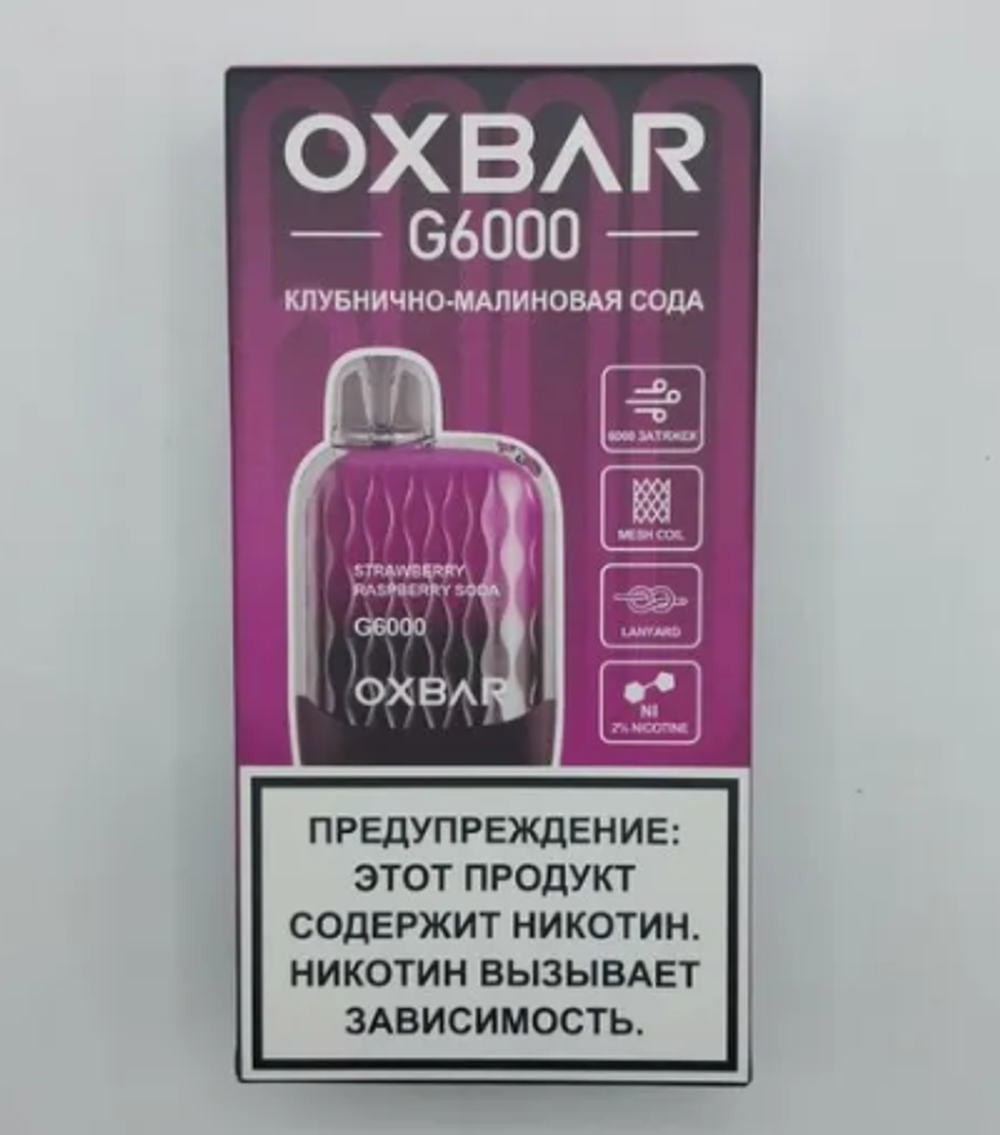 OXBAR
G6000
КЛУБНИЧНО-МАЛИНОВАЯ СОДА
6000 ЗАТЯЖЕК
MESH COIL
LANYARD
NI
2% NICOTINE
STRAWBERRY
RASPBERRY SODA
G6000
OXBAR
ПРЕДУПРЕЖДЕНИЕ:
ЭТОТ ПРОДУКТ
СОДЕРЖИТ НИКОТИН.
НИКОТИН ВЫЗЫВАЕТ
ЗАВИСИМОСТЬ.